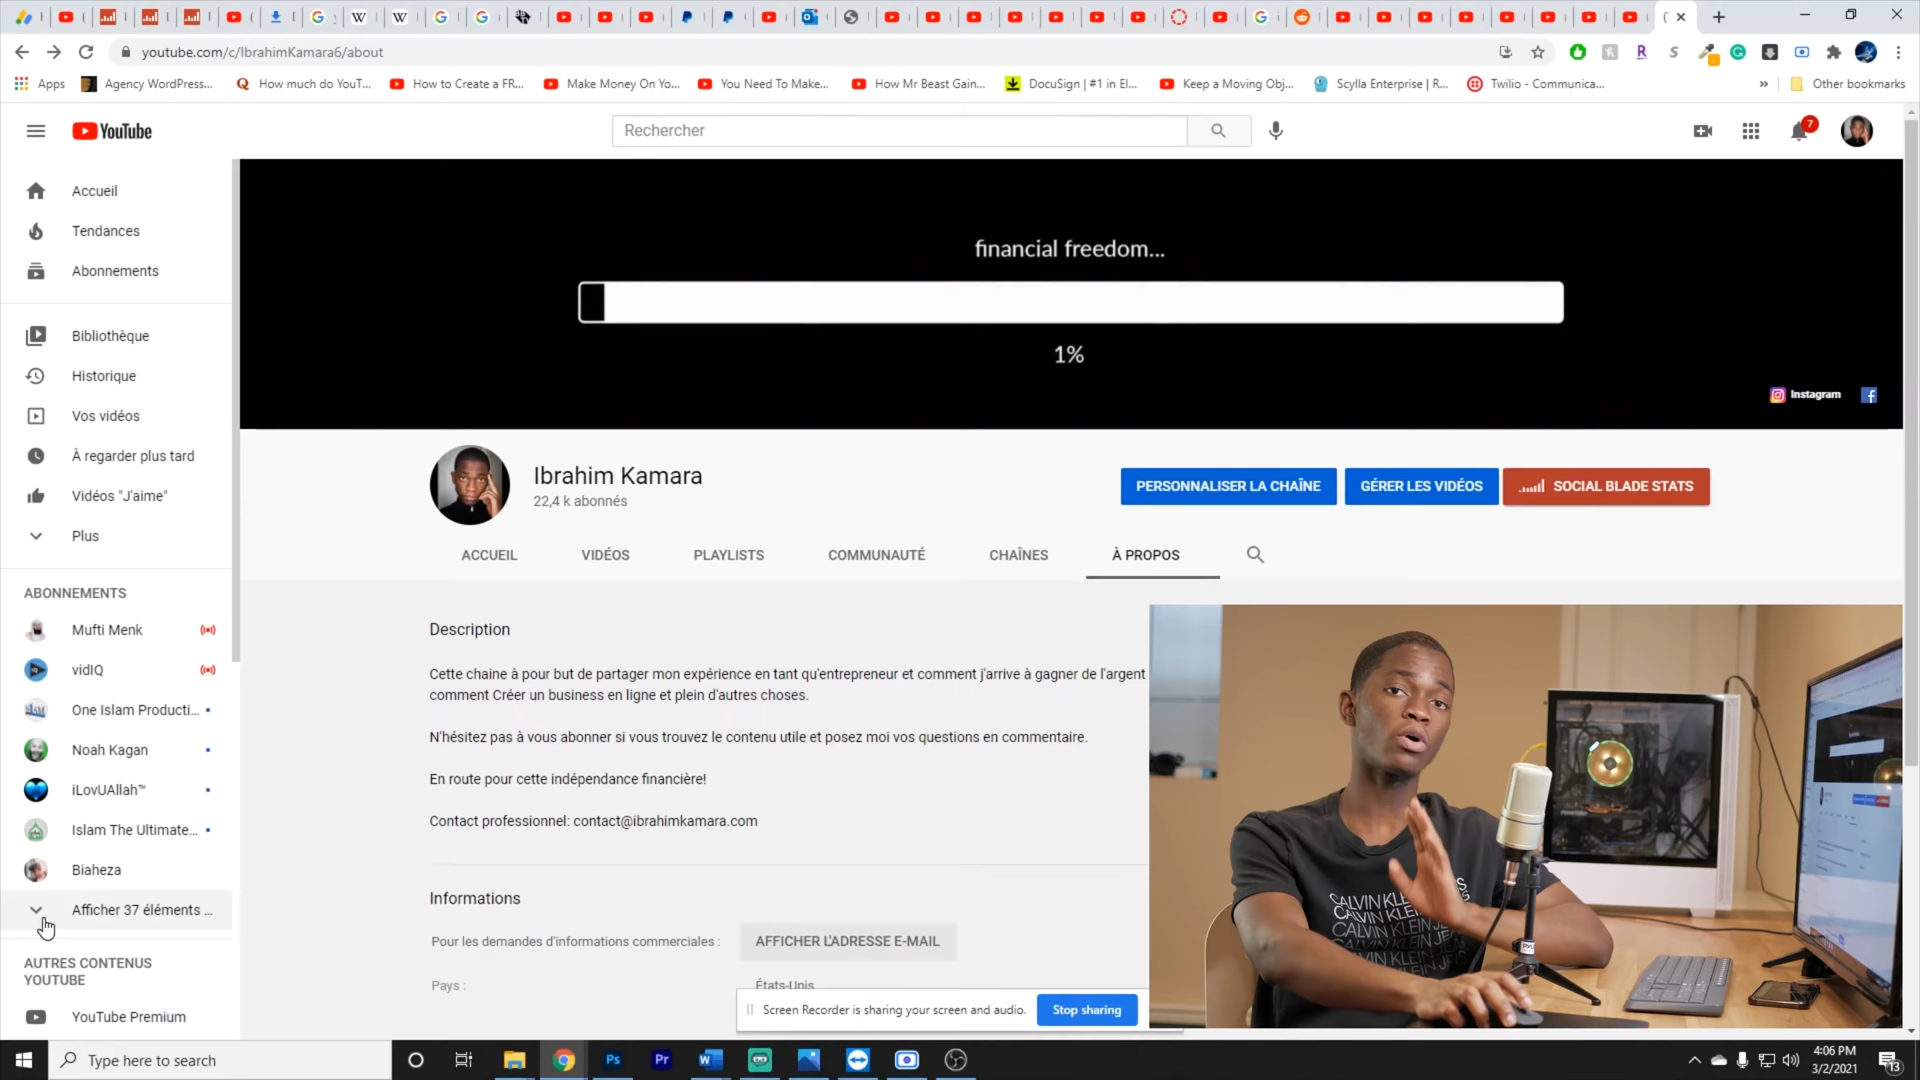 youtube.com/c/IbrahimKamara6/about
Apps
Agency WordPress...
How much do YouT...
How to Create a FR...
Make Money On Yo...
You Need To Make...
How Mr Beast Gain...
DocuSign | #1 in El...
Keep a Moving Obj...
Scylla Enterprise | R...
Twilio - Communica...
»
Other bookmarks
YouTube
Rechercher
7
Accueil
Tendances
Abonnements
Bibliothèque
Historique
Vos vidéos
À regarder plus tard
Vidéos "J'aime"
Plus
ABONNEMENTS
Mufti Menk
vidIQ
One Islam Producti...
Noah Kagan
iLovUAllah™
Islam The Ultimate...
Biaheza
Afficher 37 éléments ...
AUTRES CONTENUS
YOUTUBE
YouTube Premium
financial freedom...
1%
Instagram
Ibrahim Kamara
22,4 k abonnés
PERSONNALISER LA CHAÎNE
GÉRER LES VIDÉOS
SOCIAL BLADE STATS
ACCUEIL
VIDÉOS
PLAYLISTS
COMMUNAUTÉ
CHAÎNES
À PROPOS
Description
Cette chaine à pour but de partager mon expérience en tant qu'entrepreneur et comment j'arrive à gagner de l'argent
comment Créer un business en ligne et plein d'autres choses.
N'hésitez pas à vous abonner si vous trouvez le contenu utile et posez moi vos questions en commentaire.
En route pour cette indépendance financière!
Contact professionnel: contact@ibrahimkamara.com
Informations
Pour les demandes d'informations commerciales :
AFFICHER L'ADRESSE E-MAIL
Pays :
États-Unis
Screen Recorder is sharing your screen and audio.
Stop sharing
CALVIN KLEIN JEANS
Type here to search
Ps
Pr
4:06 PM
3/2/2021
13